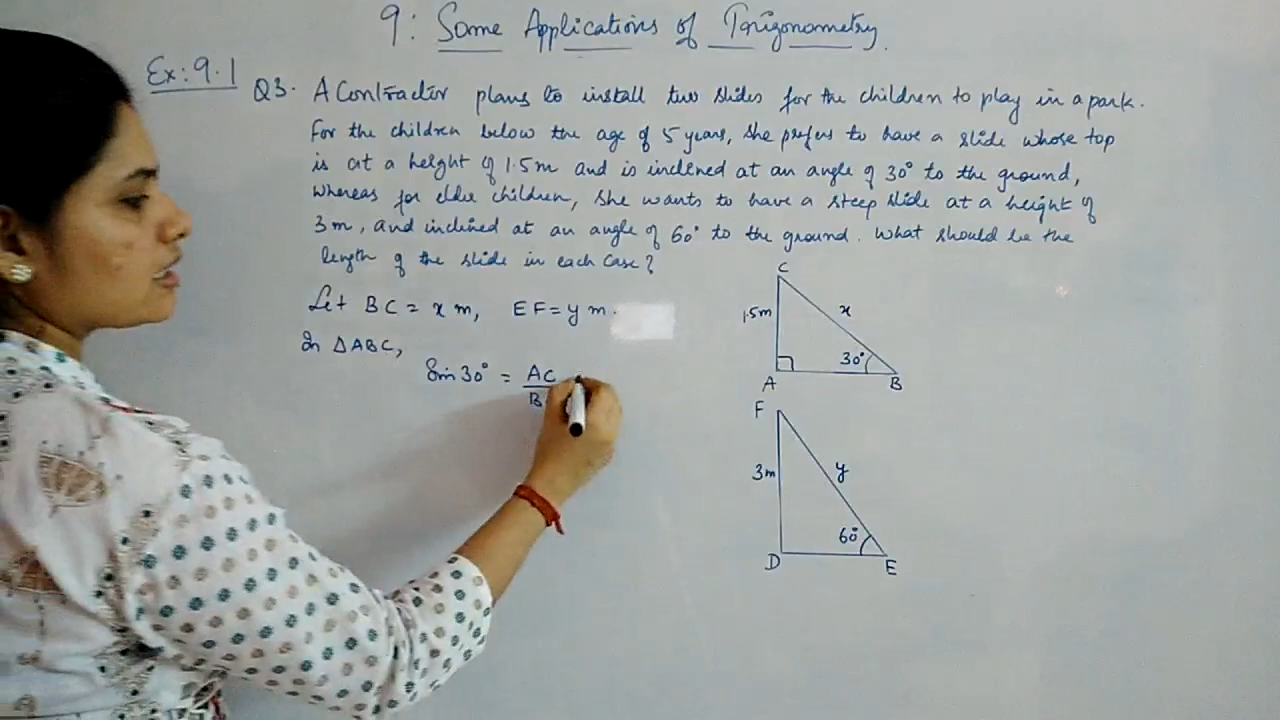 9: Some Applications of Trigonometry.
Ex: 9.1
Q3. A Contractor plans to install two slides for the children to play in a park.
For the children below the age of 5 years, she prefers to have a slide whose top
is at a height of 1.5m and is inclined at an angle of 30° to the ground,
whereas for elder children, she wants to have a steep slide at a height of
3m, and inclined at an angle of 60° to the ground. What should be the
length of the slide in each case?
C
Let BC = x m, EF = y m.
1.5m x
In ΔABC,
30°
Sin 30° = AC
A B
B
F
3m y
60°
D E